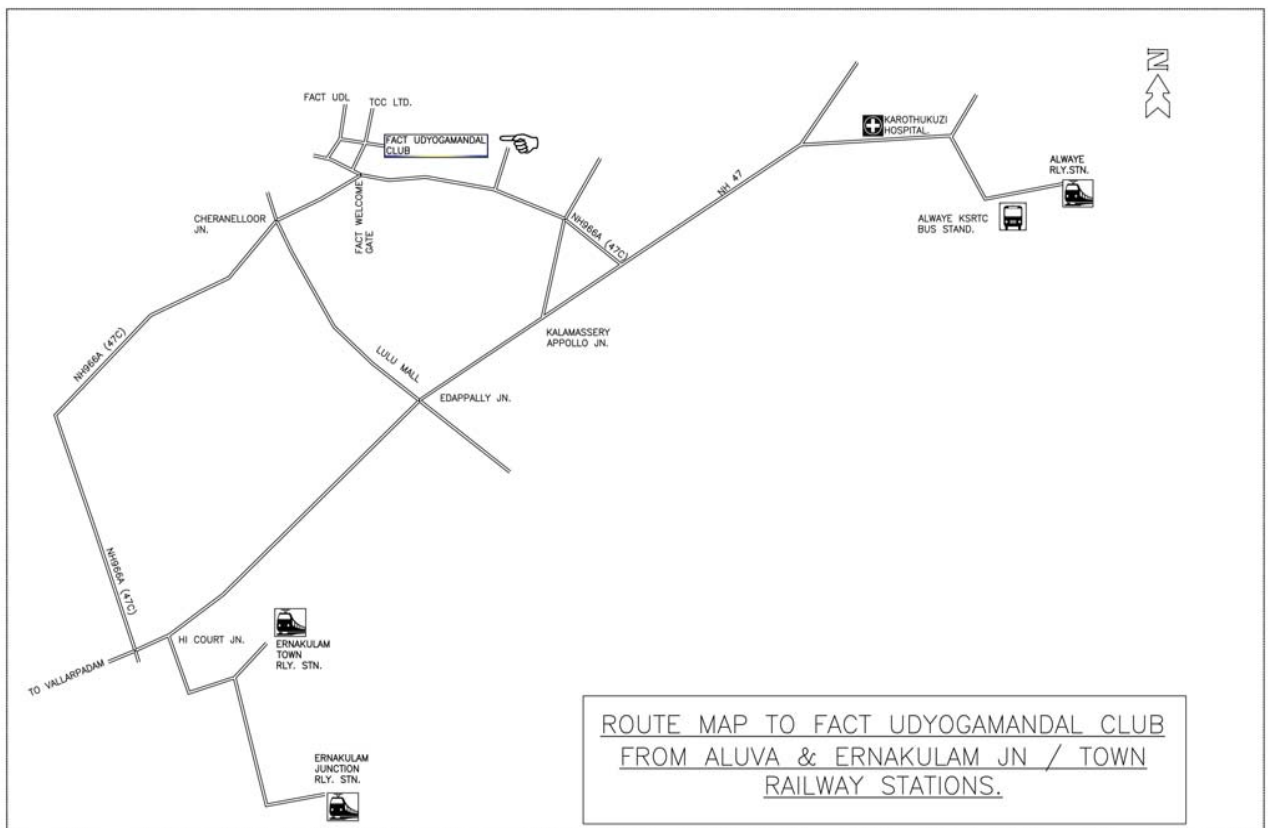 N
FACT UDL
TCC LTD.
FACT UDYOGAMANDAL
CLUB
KAROTHUKUZI
HOSPITAL.
ALWAYE
RLY.STN.
NH 47
CHERANELLOOR
JN.
FACT WELCOME
GATE
NH966A (47C)
ALWAYE KSRTC
BUS STAND.
KALAMASSERY
APPOLLO JN.
NH966A (47C)
LULU MALL
EDAPPALLY JN.
NH966A (47C)
HI COURT JN.
ERNAKULAM
TOWN
RLY. STN.
TO VALLARPADAM
ERNAKULAM
JUNCTION
RLY. STN.
ROUTE MAP TO FACT UDYOGAMANDAL CLUB
FROM ALUVA & ERNAKULAM JN / TOWN
RAILWAY STATIONS.